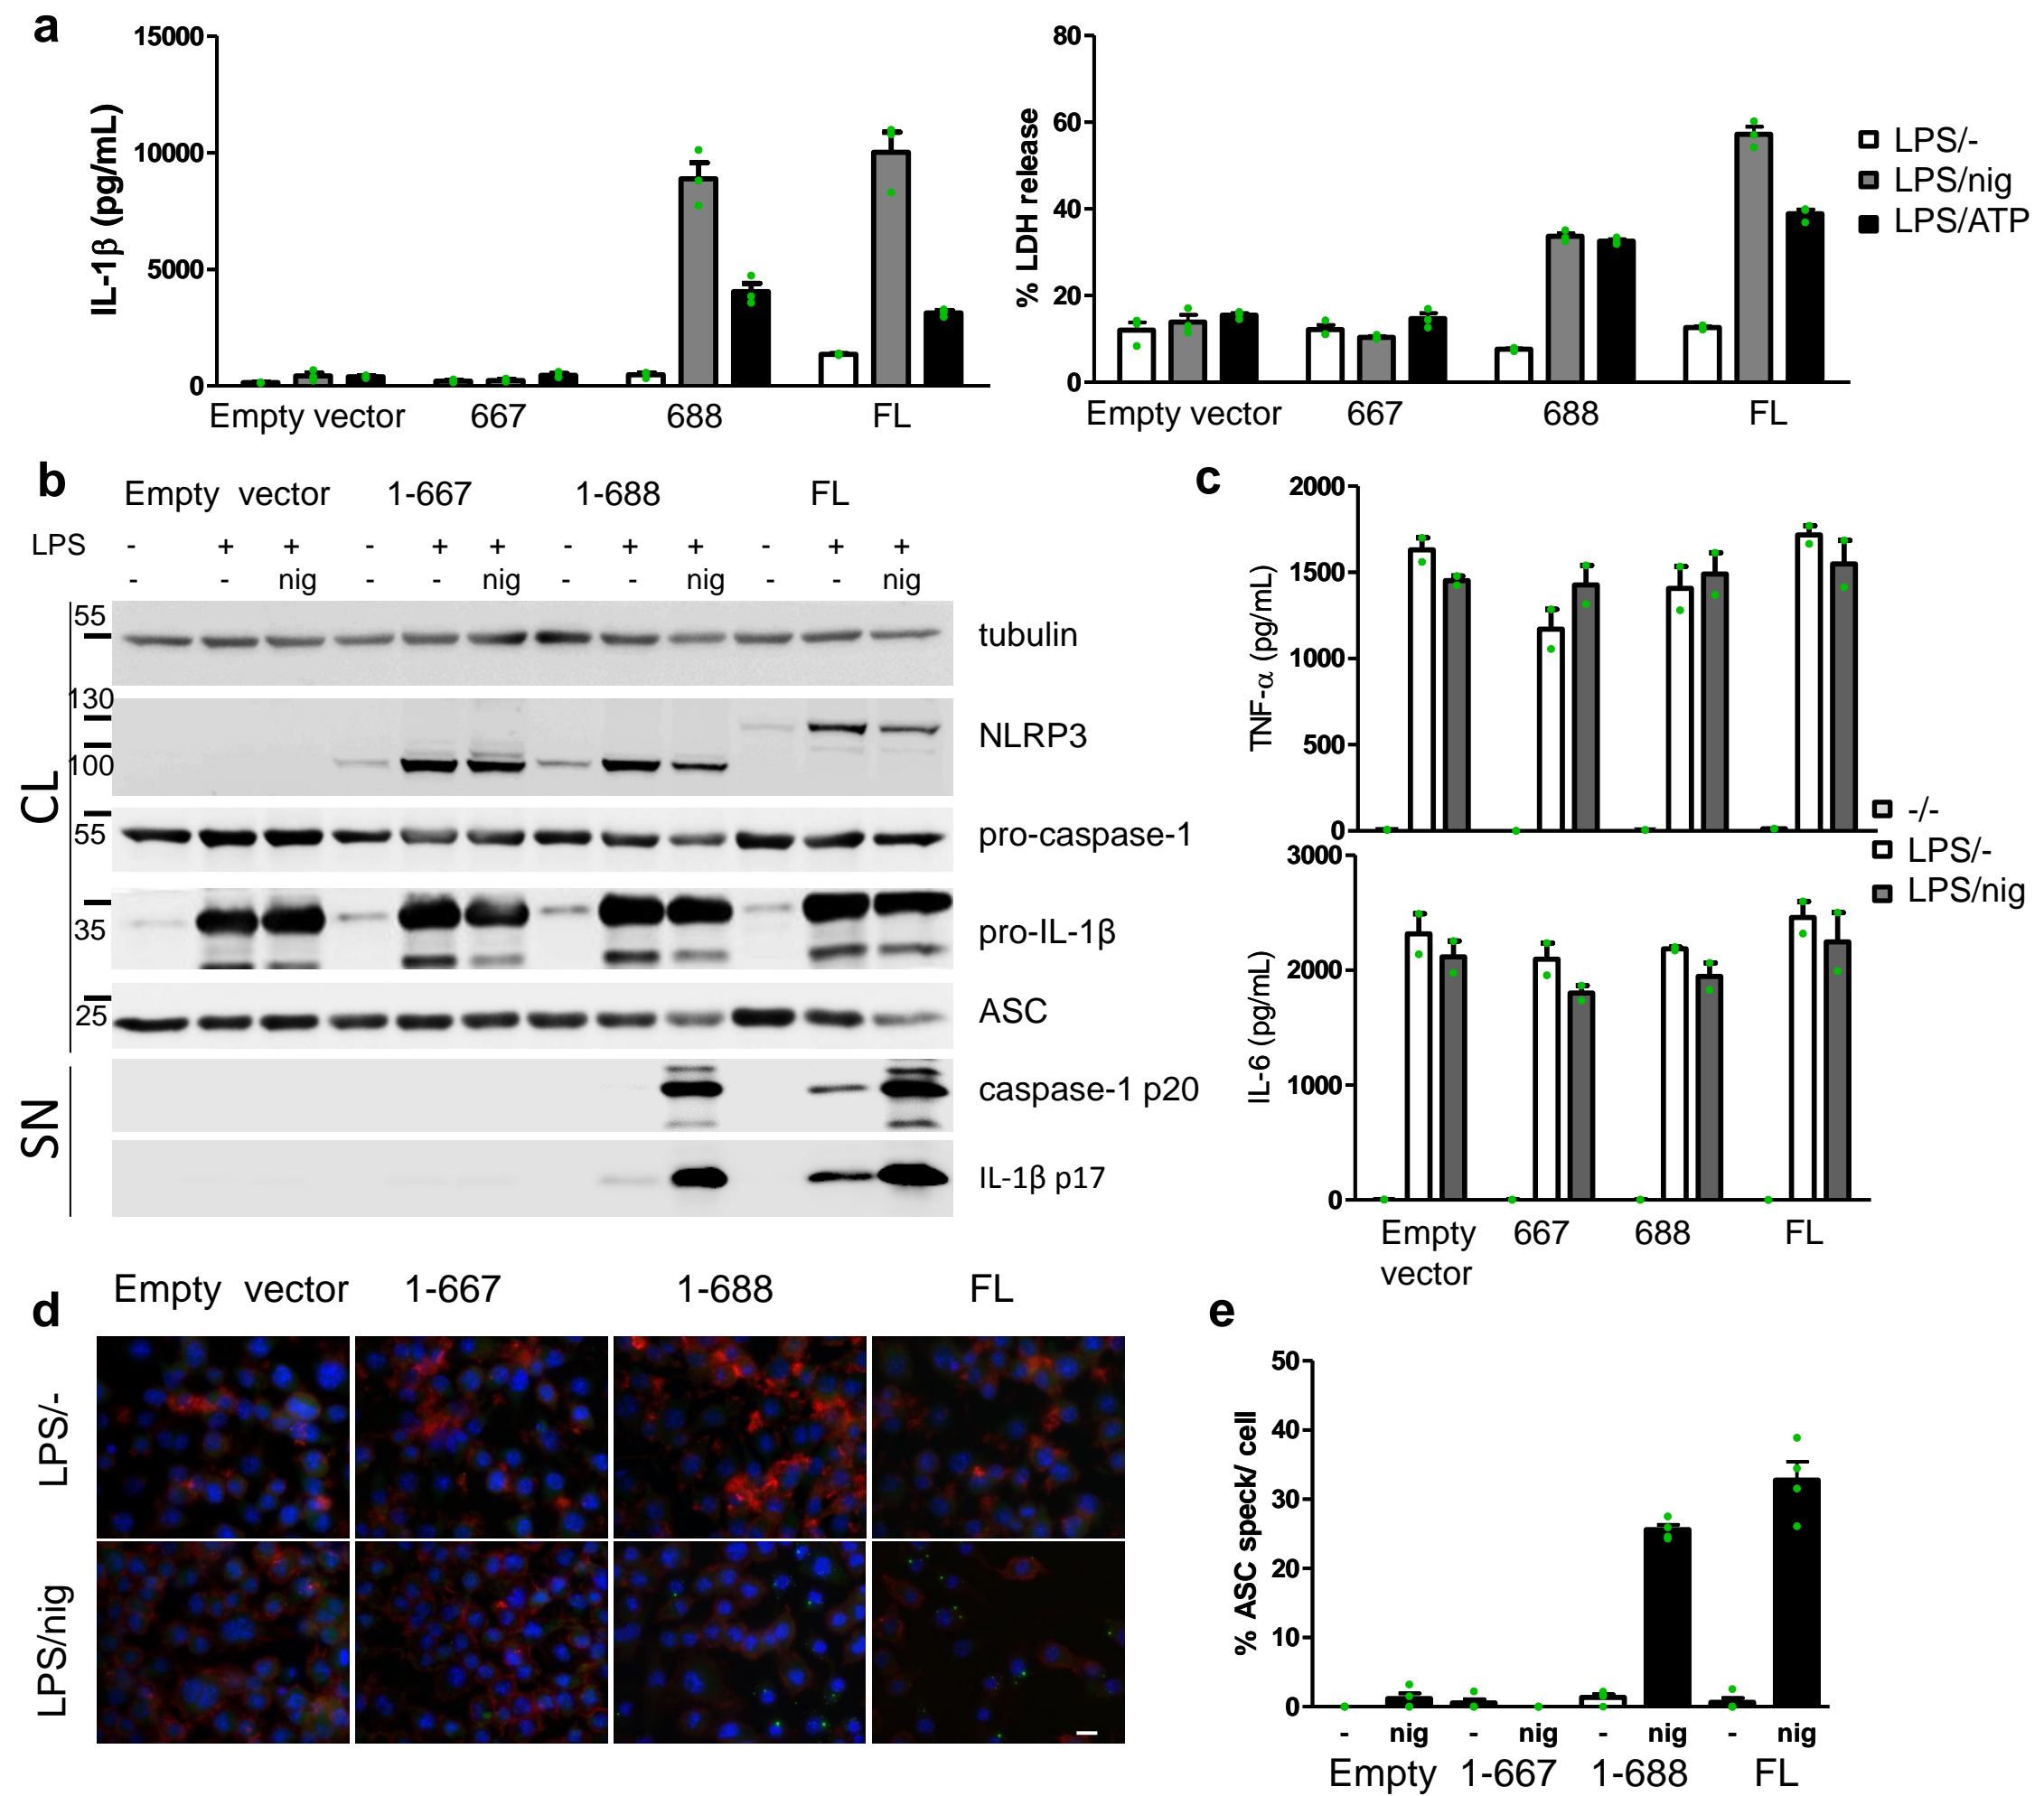 a
15000
10000
5000
0
IL-1β (pg/mL)
Empty vector 667 688 FL
80
60
40
20
0
% LDH release
Empty vector 667 688 FL
LPS/-
LPS/nig
LPS/ATP
b
Empty vector 1-667 1-688 FL
LPS - + + - + + - + + - + +
- - nig - - nig - - nig - - nig
CL
55
tubulin
130
100
NLRP3
55
pro-caspase-1
35
pro-IL-1β
25
ASC
SN
caspase-1 p20
IL-1β p17
c
2000
1500
1000
500
0
TNF-α (pg/mL)
3000
2000
1000
0
IL-6 (pg/mL)
Empty vector 667 688 FL
-/-
LPS/-
LPS/nig
d
Empty vector 1-667 1-688 FL
LPS/-
LPS/nig
e
50
40
30
20
10
0
% ASC speck/ cell
- nig - nig - nig - nig
Empty 1-667 1-688 FL